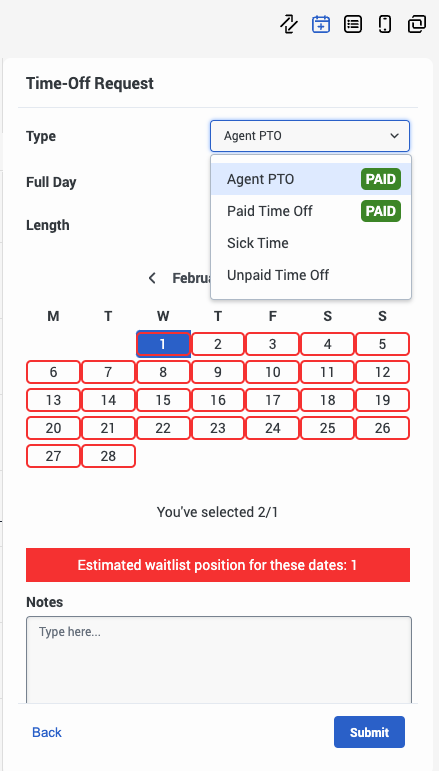 Time-Off Request
Type
Agent PTO
Agent PTO PAID
Full Day
Paid Time Off PAID
Length
Sick Time
Unpaid Time Off
M T W T F S S
1 2 3 4 5
6 7 8 9 10 11 12
13 14 15 16 17 18 19
20 21 22 23 24 25 26
27 28
You've selected 2/1
Estimated waitlist position for these dates: 1
Notes
Type here...
Back
Submit